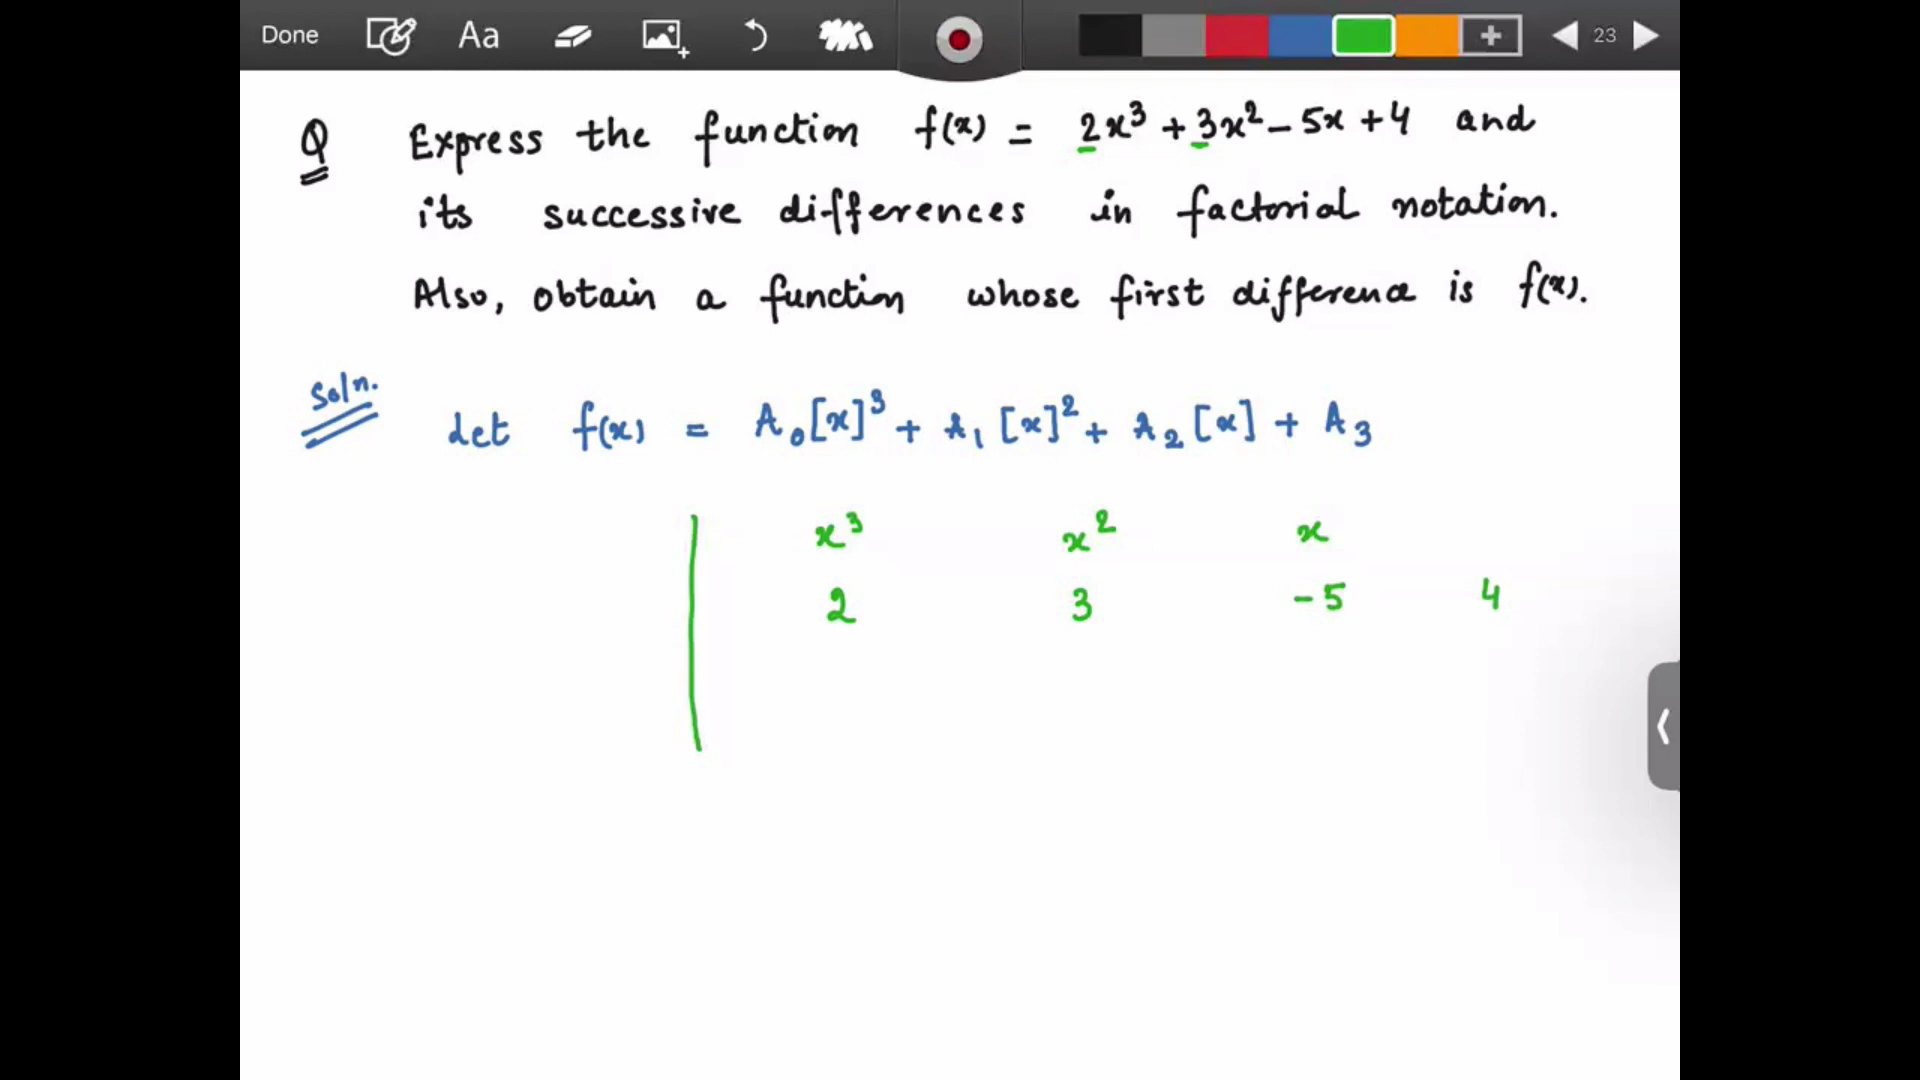 Done Aa 23
Q Express the function f(x) = 2x³ + 3x² - 5x + 4 and
its successive differences in factorial notation.
Also, obtain a function whose first difference is f(x).
Soln. Let f(x) = A₀[x]³ + A₁[x]² + A₂[x] + A₃
x³ x² x
2 3 -5 4